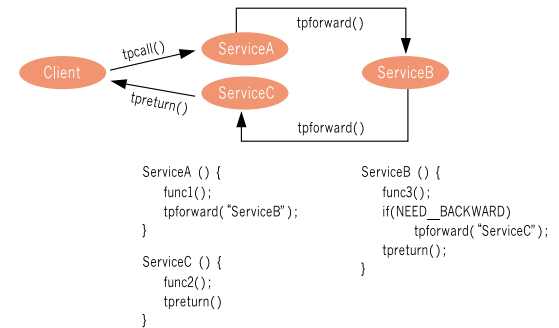 tpforward()
tpcall()
ServiceA
Client
ServiceB
ServiceC
tpreturn()
tpforward()
ServiceA () {
func1();
tpforward(“ServiceB”);
}
ServiceC () {
func2();
tpreturn()
}
ServiceB () {
func3();
if(NEED__BACKWARD)
tpforward(“ServiceC”);
tpreturn();
}